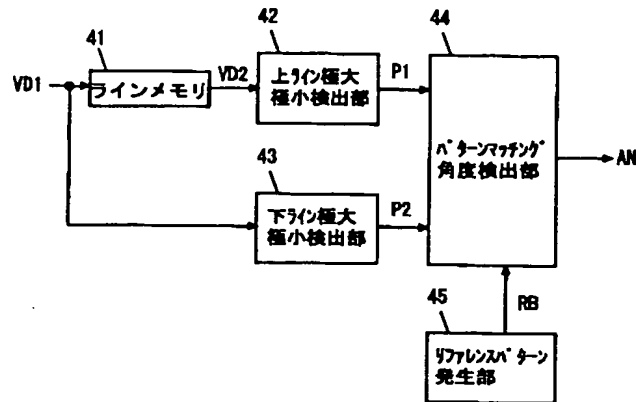 41
42
44
VD1
ラインメモリ
VD2
上ライン極大
極小検出部
P1
パターンマッチング
角度検出部
AN
43
下ライン極大
極小検出部
P2
RB
45
リファレンスパターン
発生部